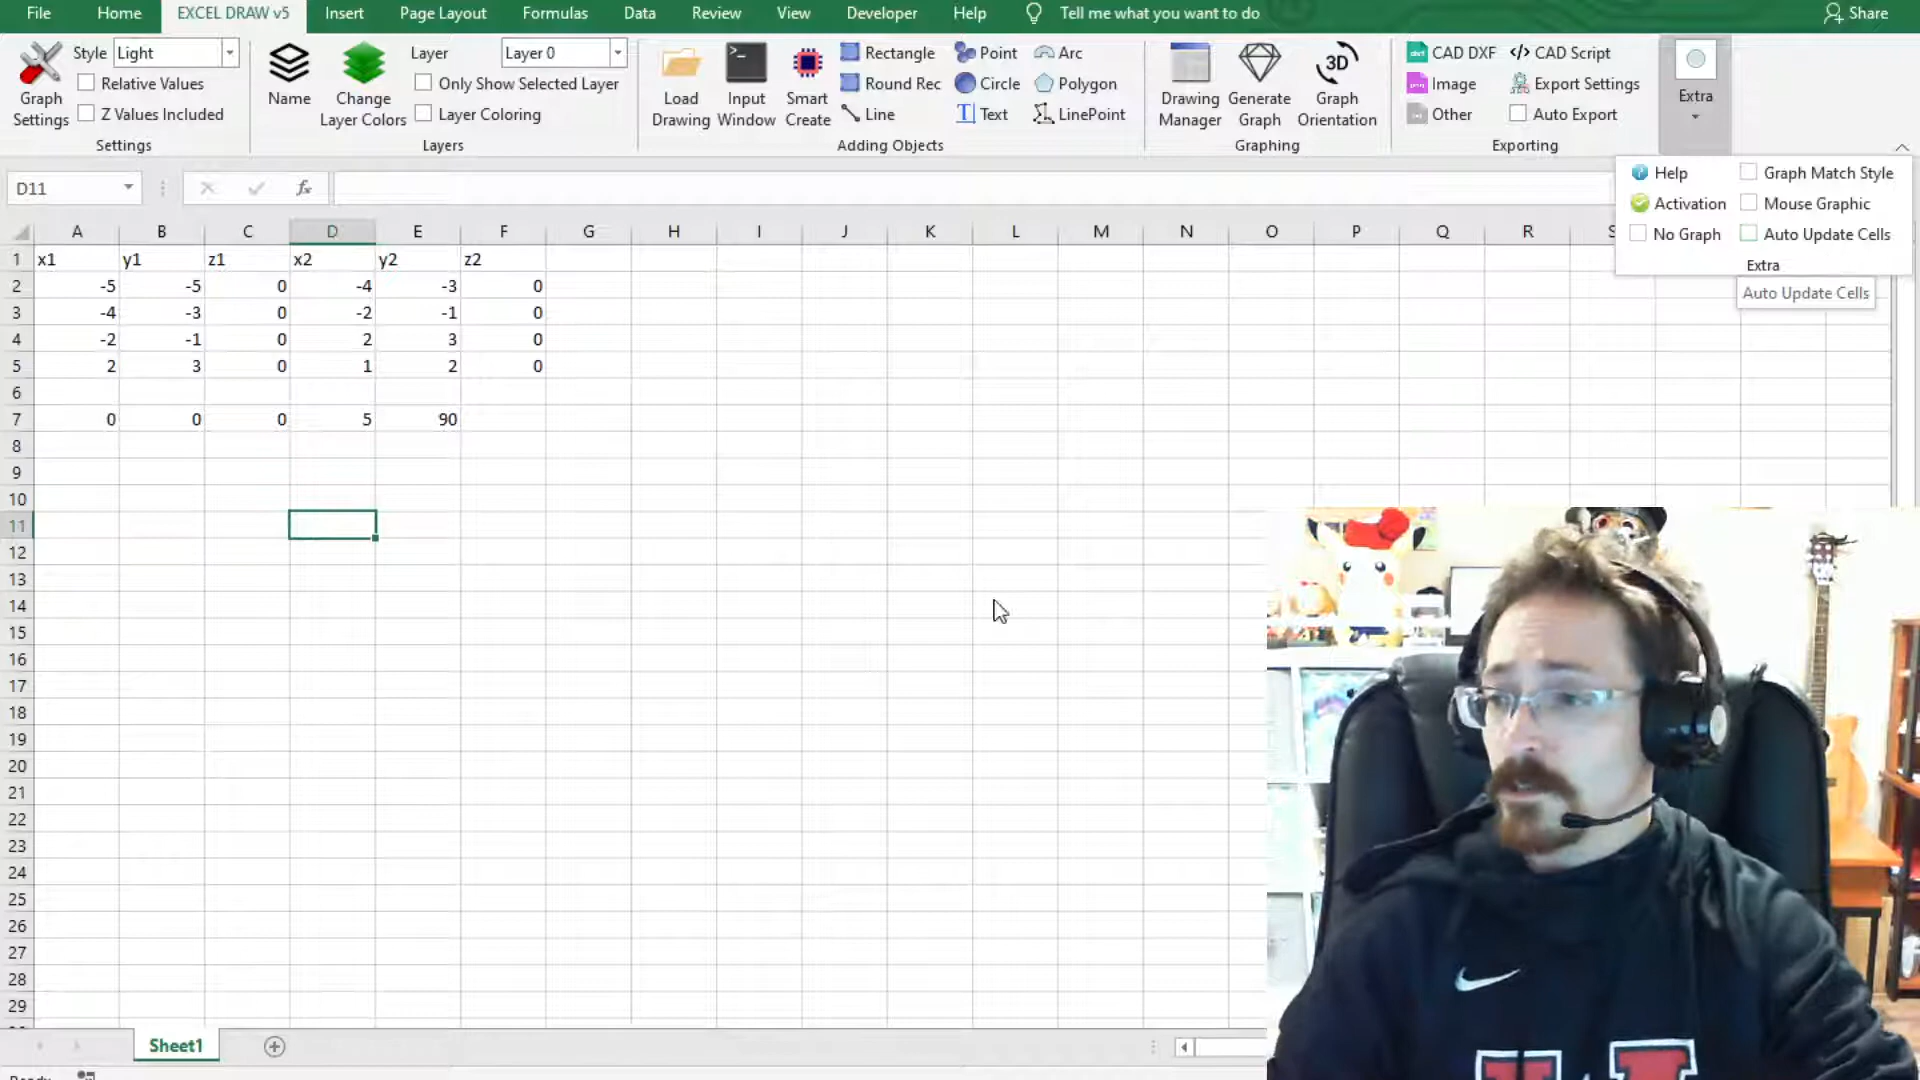 File Home EXCEL DRAW v5 Insert Page Layout Formulas Data Review View Developer Help Tell me what you want to do Share
Graph Settings
Style Light
Relative Values
Z Values Included
Settings
Name
Change Layer Colors
Layer Layer 0
Only Show Selected Layer
Layer Coloring
Layers
Load Drawing
Input Window
Smart Create
Rectangle Point Arc
Round Rec Circle Polygon
Line Text LinePoint
Adding Objects
Drawing Manager
Generate Graph
3D
Graph Orientation
Graphing
CAD DXF CAD Script
Image Export Settings
Other Auto Export
Exporting
Extra
Help Graph Match Style
Activation Mouse Graphic
No Graph Auto Update Cells
Extra
Auto Update Cells
D11 fx
A B C D E F G H I J K L M N O P Q R S
1 x1 y1 z1 x2 y2 z2
2 -5 -5 0 -4 -3 0
3 -4 -3 0 -2 -1 0
4 -2 -1 0 2 3 0
5 2 3 0 1 2 0
6
7 0 0 0 5 90
8
9
10
11
12
13
14
15
16
17
18
19
20
21
22
23
24
25
26
27
28
29
Sheet1